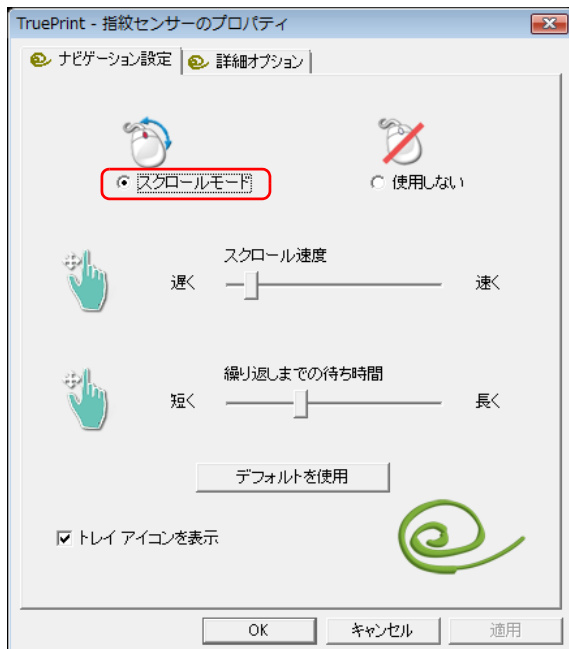 TruePrint - 指紋センサーのプロパティ
ナビゲーション設定 詳細オプション
スクロールモード 使用しない
スクロール速度
遅く 速く
繰り返しまでの待ち時間
短く 長く
デフォルトを使用
トレイ アイコンを表示
OK キャンセル 適用